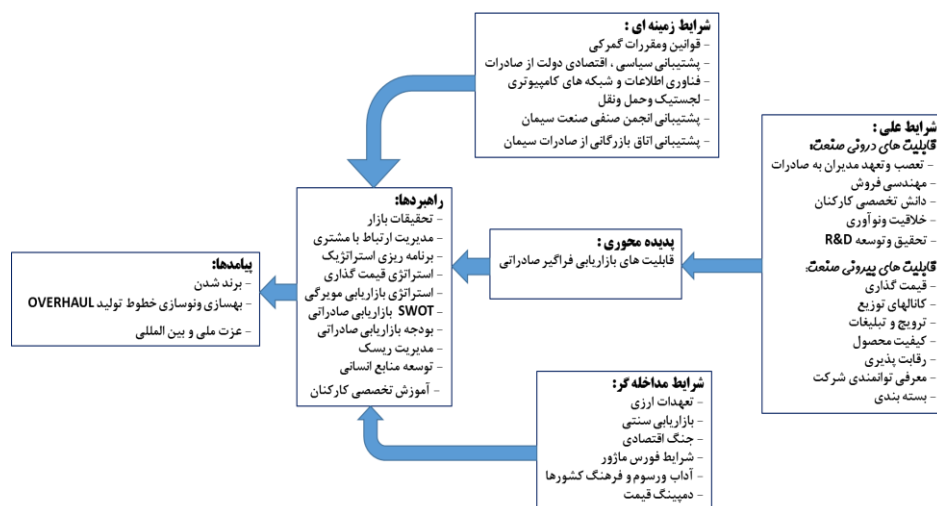 شرایط زمینه ای :
- قوانین ومقررات گمرکی
- پشتیبانی سیاسی ، اقتصادی دولت از صادرات
- فناوری اطلاعات و شبکه های کامپیوتری
- لجستیک وحمل ونقل
- پشتیبانی انجمن صنفی صنعت سیمان
- پشتیبانی اتاق بازرگانی از صادرات سیمان
شرایط علی :
قابلیت های درونی صنعت:
- تعصب وتعهد مدیران به صادرات
- مهندسی فروش
- دانش تخصصی کارکنان
- خلاقیت ونوآوری
- تحقیق وتوسعه R&D
قابلیت های بیرونی صنعت:
- قیمت گذاری
- کانالهای توزیع
- ترویج و تبلیغات
- کیفیت محصول
- رقابت پذیری
- معرفی توانمندی شرکت
- بسته بندی
پدیده محوری :
قابلیت های بازاریابی فراگیر صادراتی
راهبردها:
- تحقیقات بازار
- مدیریت ارتباط با مشتری
- برنامه ریزی استراتژیک
- استراتژی قیمت گذاری
- استراتژی بازاریابی مویرگی
- SWOT بازاریابی صادراتی
- بودجه بازاریابی صادراتی
- مدیریت ریسک
- توسعه منابع انسانی
- آموزش تخصصی کارکنان
پیامدها:
- برند شدن
- بهسازی ونوسازی خطوط تولید OVERHAUL
- عزت ملی و بین المللی
شرایط مداخله گر:
- تعهدات ارزی
- بازاریابی سنتی
- جنگ اقتصادی
- شرایط فورس ماژور
- آداب ورسوم و فرهنگ کشورها
- دمپینگ قیمت